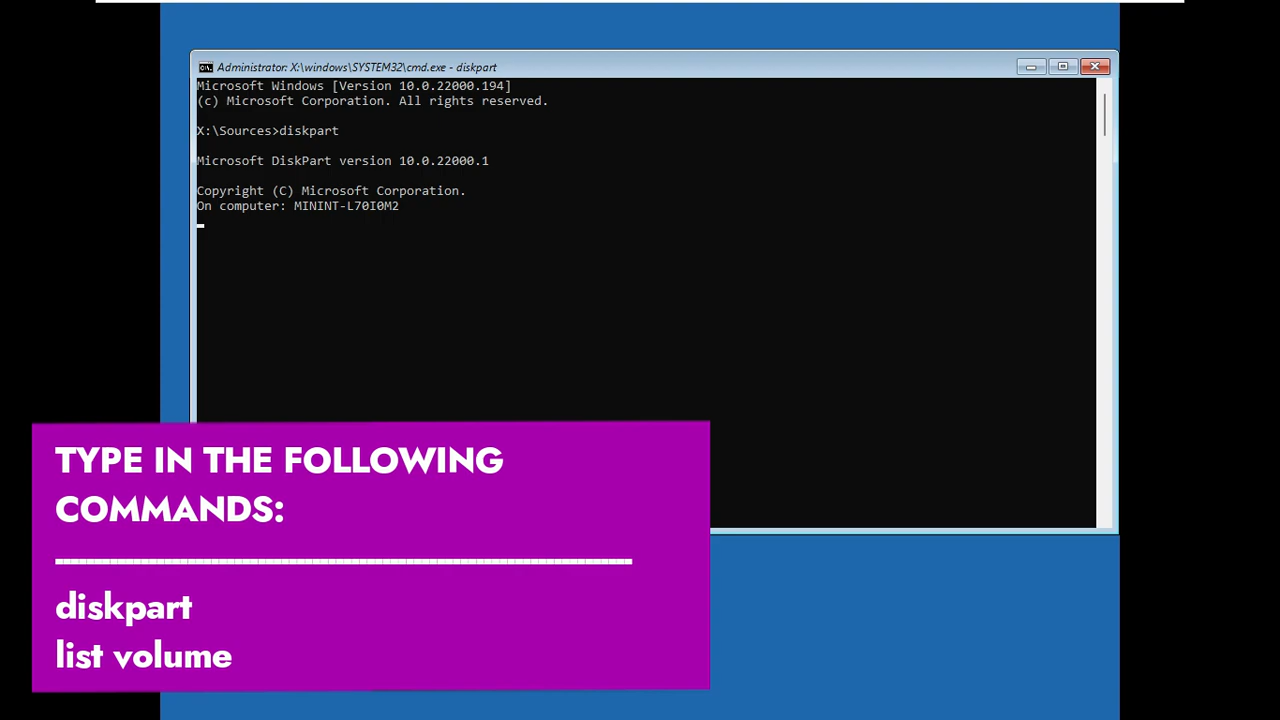 Administrator: X:\windows\SYSTEM32\cmd.exe - diskpart
Microsoft Windows [Version 10.0.22000.194]
(c) Microsoft Corporation. All rights reserved.
X:\Sources>diskpart
Microsoft DiskPart version 10.0.22000.1
Copyright (C) Microsoft Corporation.
On computer: MININT-L70I0M2
TYPE IN THE FOLLOWING
COMMANDS:
diskpart
list volume